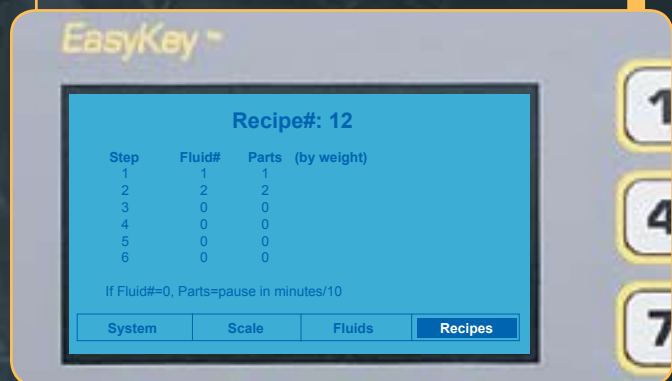 EasyKey ™
Recipe#: 12
Step Fluid# Parts (by weight)
1 1 1
2 2 2
3 0 0
4 0 0
5 0 0
6 0 0
If Fluid#=0, Parts=pause in minutes/10
System Scale Fluids Recipes
1
4
7